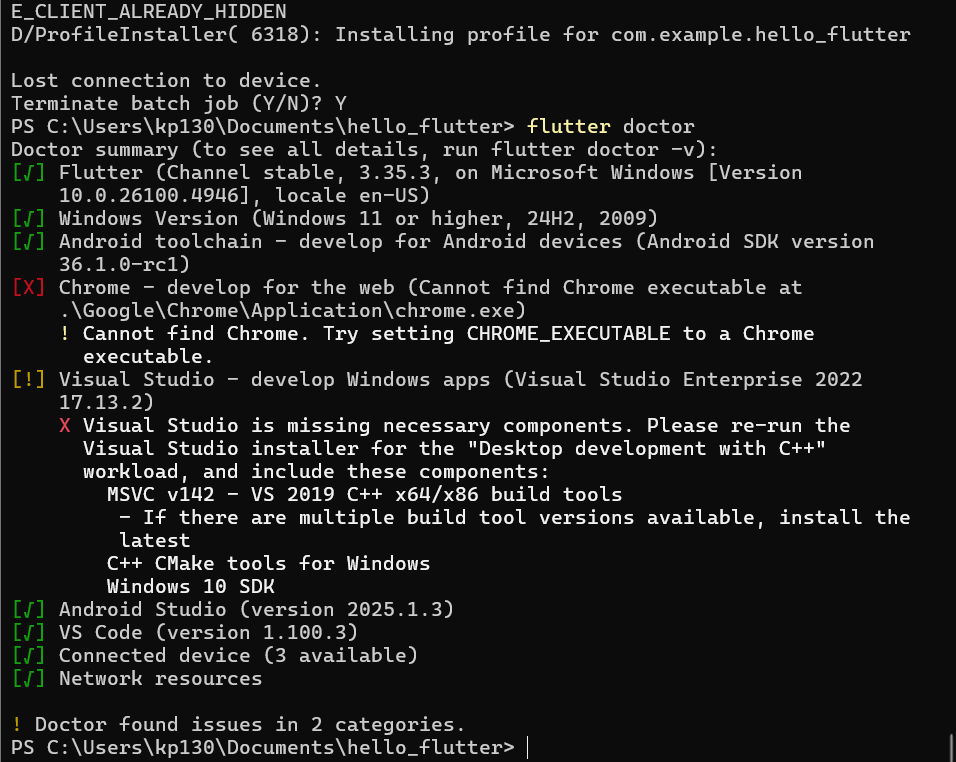 E_CLIENT_ALREADY_HIDDEN
D/ProfileInstaller( 6318): Installing profile for com.example.hello_flutter
Lost connection to device.
Terminate batch job (Y/N)? Y
PS C:\Users\kp130\Documents\hello_flutter> flutter doctor
Doctor summary (to see all details, run flutter doctor -v):
[√] Flutter (Channel stable, 3.35.3, on Microsoft Windows [Version
10.0.26100.4946], locale en-US)
[√] Windows Version (Windows 11 or higher, 24H2, 2009)
[√] Android toolchain - develop for Android devices (Android SDK version
36.1.0-rc1)
[X] Chrome - develop for the web (Cannot find Chrome executable at
.\Google\Chrome\Application\chrome.exe)
! Cannot find Chrome. Try setting CHROME_EXECUTABLE to a Chrome
executable.
[!] Visual Studio - develop Windows apps (Visual Studio Enterprise 2022
17.13.2)
X Visual Studio is missing necessary components. Please re-run the
Visual Studio installer for the "Desktop development with C++"
workload, and include these components:
MSVC v142 - VS 2019 C++ x64/x86 build tools
- If there are multiple build tool versions available, install the
latest
C++ CMake tools for Windows
Windows 10 SDK
[√] Android Studio (version 2025.1.3)
[√] VS Code (version 1.100.3)
[√] Connected device (3 available)
[√] Network resources
! Doctor found issues in 2 categories.
PS C:\Users\kp130\Documents\hello_flutter>